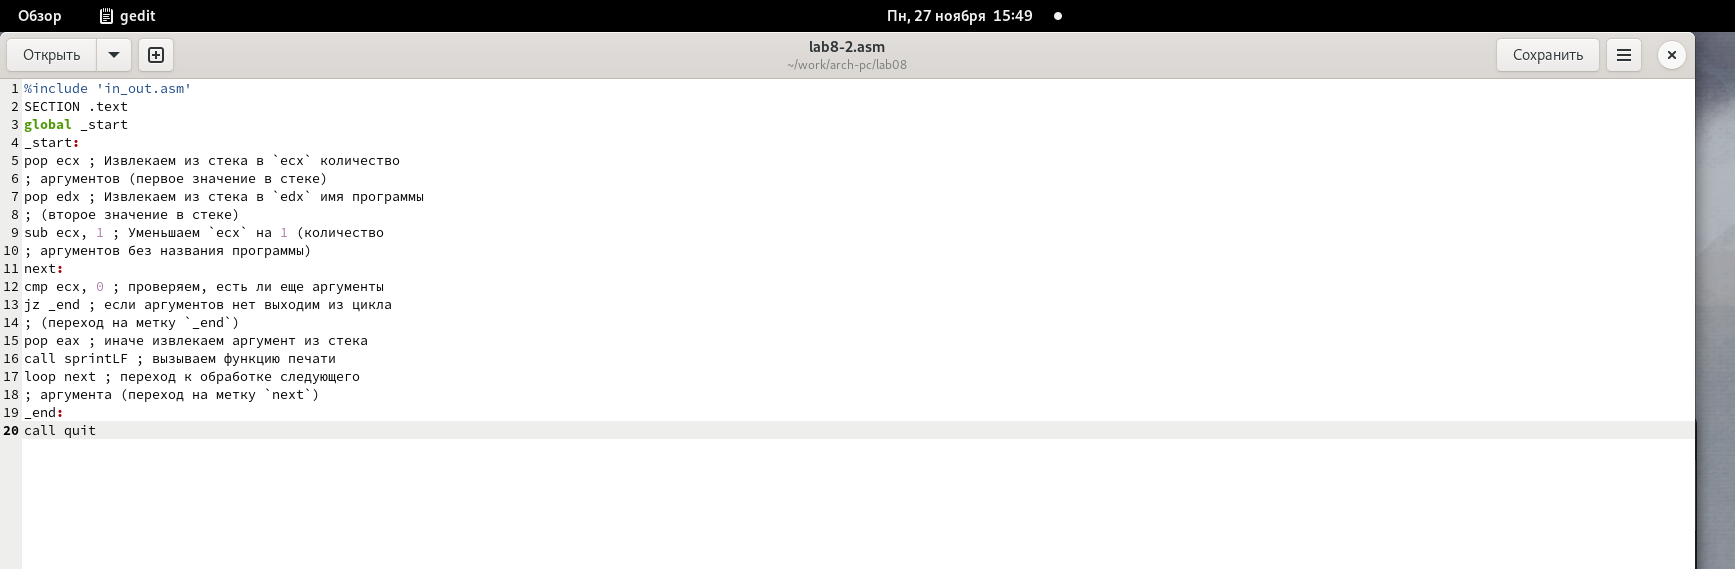 Обзор gedit Пн, 27 ноября 15:49
Открыть lab8-2.asm Сохранить
~/work/arch-pc/lab08
1 %include 'in_out.asm'
2 SECTION .text
3 global _start
4 _start:
5 pop ecx ; Извлекаем из стека в `ecx` количество
6 ; аргументов (первое значение в стеке)
7 pop edx ; Извлекаем из стека в `edx` имя программы
8 ; (второе значение в стеке)
9 sub ecx, 1 ; Уменьшаем `ecx` на 1 (количество
10 ; аргументов без названия программы)
11 next:
12 cmp ecx, 0 ; проверяем, есть ли еще аргументы
13 jz _end ; если аргументов нет выходим из цикла
14 ; (переход на метку `_end`)
15 pop eax ; иначе извлекаем аргумент из стека
16 call sprintLF ; вызываем функцию печати
17 loop next ; переход к обработке следующего
18 ; аргумента (переход на метку `next`)
19 _end:
20 call quit